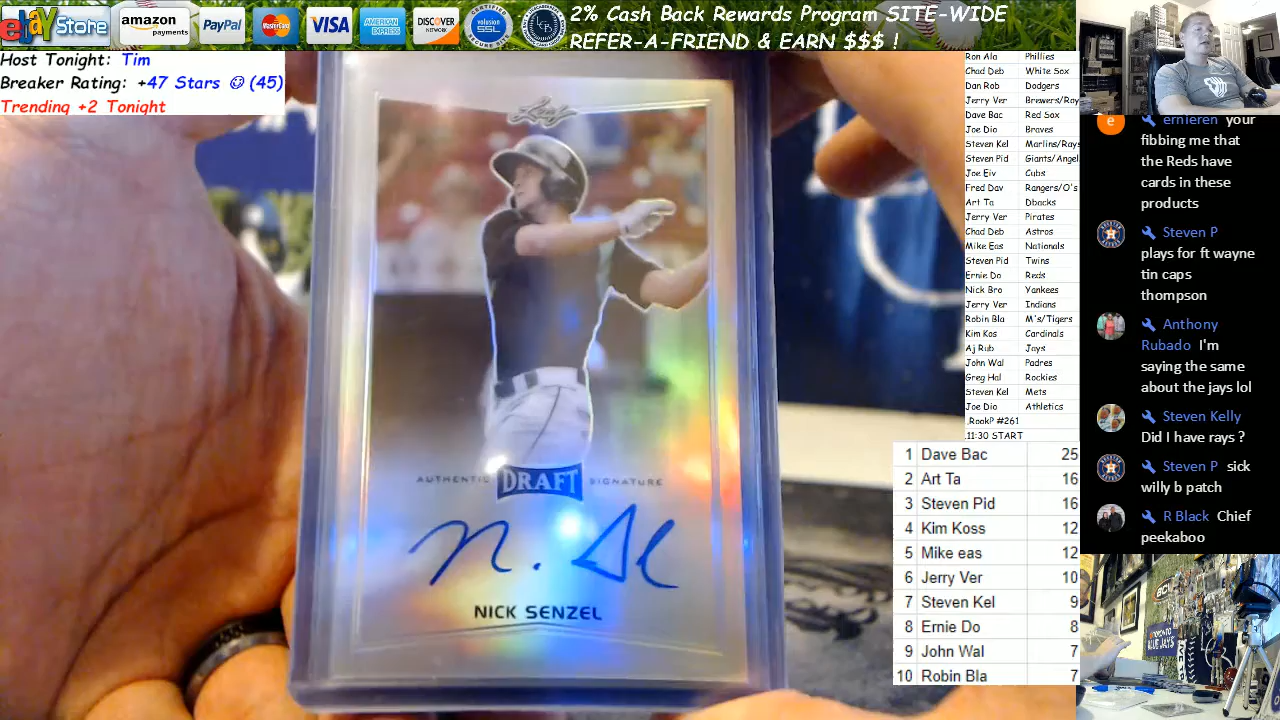 ebay Store
amazon
payments
PayPal
MasterCard
VISA
AMERICAN EXPRESS
DISCOVER
NETWORK
volusion
SSL
2% Cash Back Rewards Program SITE-WIDE
REFER-A-FRIEND & EARN $$$ !
Host Tonight: Tim
Breaker Rating: +47 Stars ☺ (45)
Trending +2 Tonight
Leaf
AUTHENTIC DRAFT SIGNATURE
NICK SENZEL
Ron Ala Phillies
Chad Deb White Sox
Dan Rob Dodgers
Jerry Ver Brewers/Ray
Dave Bac Red Sox
Joe Dio Braves
Steven Kel Marlins/Rays
Steven Pid Giants/Angel
Joe Eiv Cubs
Fred Dav Rangers/O's
Art Ta Dbacks
Jerry Ver Pirates
Chad Deb Astros
Mike Eas Nationals
Steven Pid Twins
Ernie Do Reds
Nick Bro Yankees
Jerry Ver Indians
Robin Bla M's/Tigers
Kim Kos Cardinals
Aj Rub Jays
John Wal Padres
Greg Hal Rockies
Steven Kel Mets
Joe Dio Athletics
RookP #261
11:30 START
1 Dave Bac 25
2 Art Ta 16
3 Steven Pid 16
4 Kim Koss 12
5 Mike eas 12
6 Jerry Ver 10
7 Steven Kel 9
8 Ernie Do 8
9 John Wal 7
10 Robin Bla 7
e ernieren your
fibbing me that
the Reds have
cards in these
products
Steven P
plays for ft wayne
tin caps
thompson
Anthony
Rubado I'm
saying the same
about the jays lol
Steven Kelly
Did I have rays ?
Steven P sick
willy b patch
R Black Chief
peekaboo